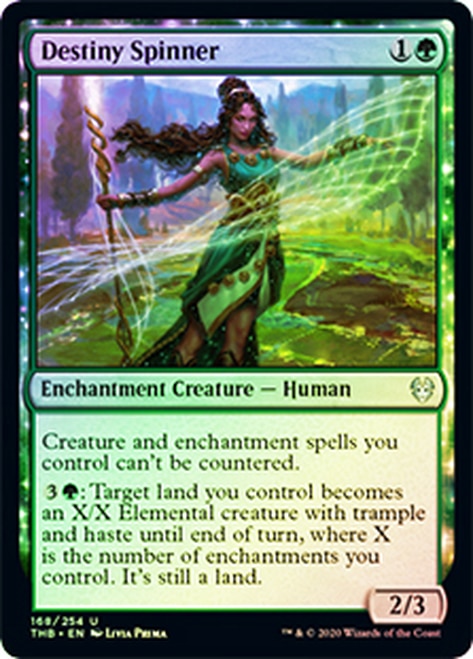 Destiny Spinner 1
Enchantment Creature — Human
Creature and enchantment spells you
control can't be countered.
3 : Target land you control becomes
an X/X Elemental creature with trample
and haste until end of turn, where X
is the number of enchantments you
control. It's still a land.
2/3
168/254 U
THB • EN Livia Prima
™ & © 2020 Wizards of the Coast